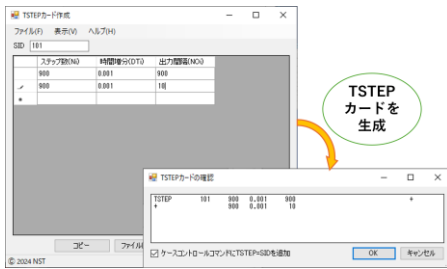 TSTEPカード作成
ファイル(F) 表示(V) ヘルプ(H)
SID 101
ステップ数(Ni) 時間増分(DTi) 出力間隔(NOi)
900 0.001 900
900 0.001 10
*
コピー ファイル
© 2024 NST
TSTEP
カードを
生成
TSTEPカードの確認
TSTEP 101 900 0.001 900 +
+ 900 0.001 10
ケースコントロールコマンドにTSTEP=SIDを追加
OK キャンセル